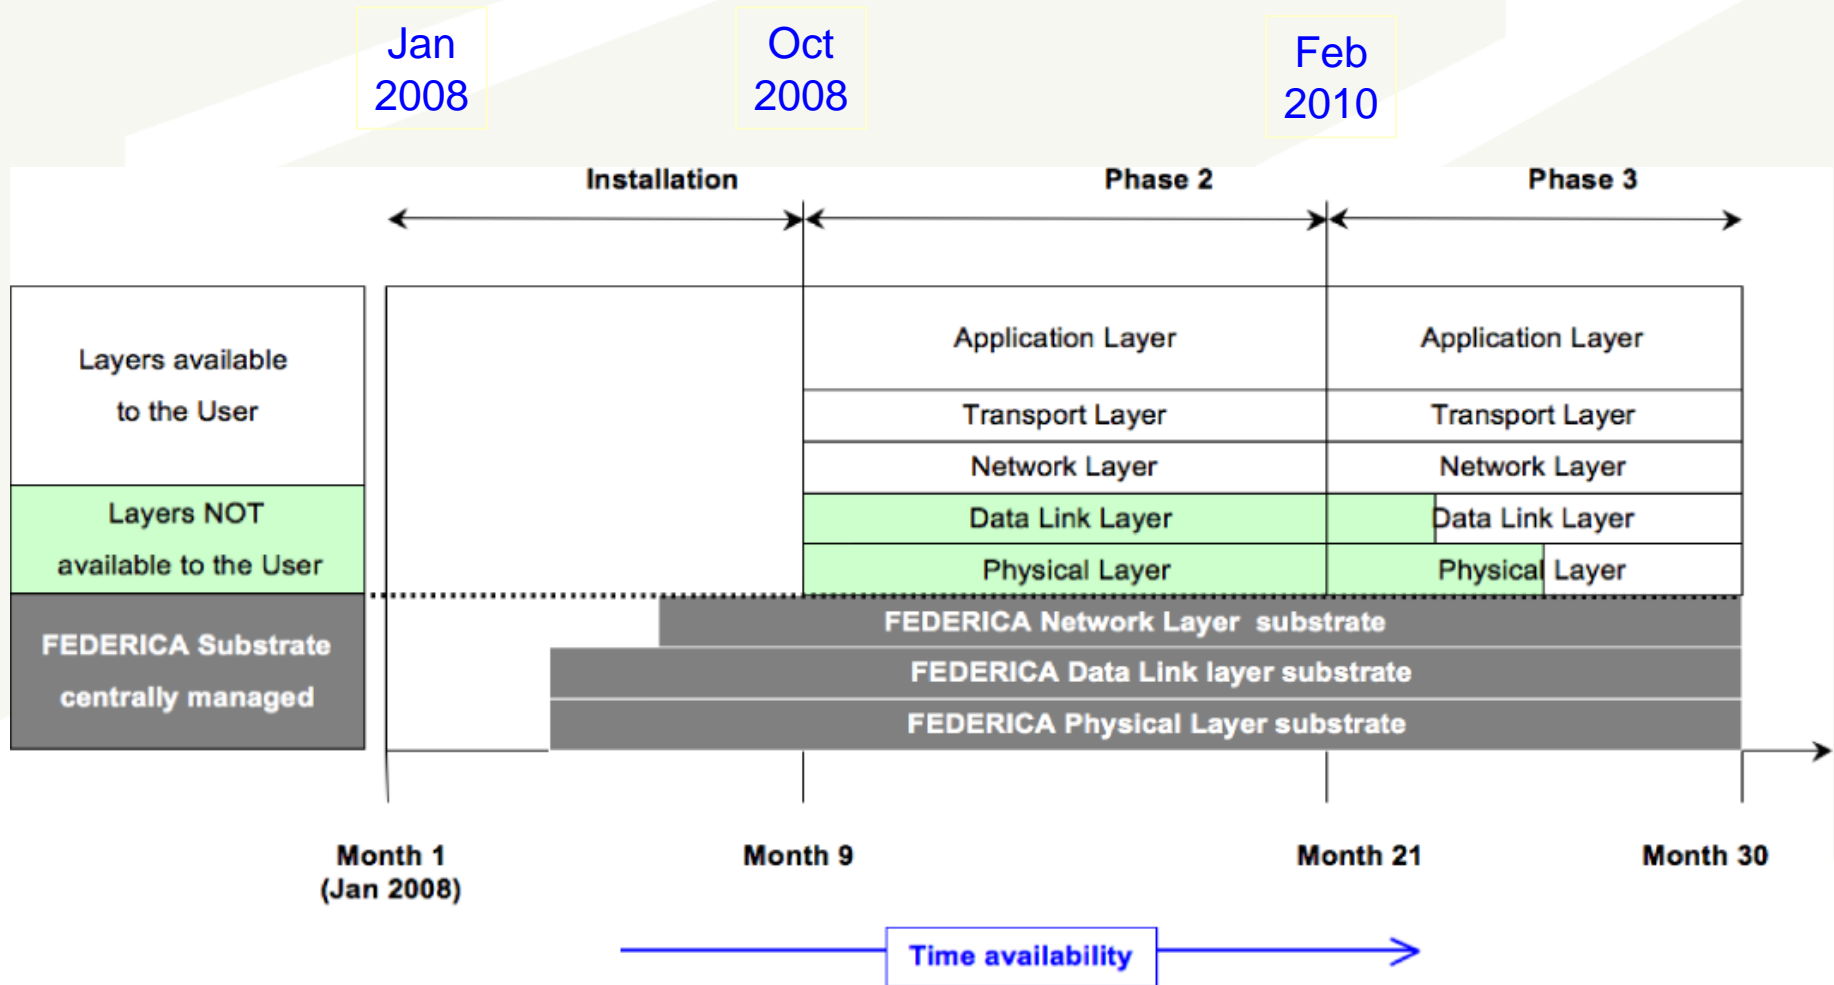 Jan
2008
Oct
2008
Feb
2010
Installation
Phase 2
Phase 3
Layers available
to the User
Application Layer
Application Layer
Transport Layer
Transport Layer
Network Layer
Network Layer
Layers NOT
available to the User
Data Link Layer
Data Link Layer
Physical Layer
Physical Layer
FEDERICA Substrate
centrally managed
FEDERICA Network Layer substrate
FEDERICA Data Link layer substrate
FEDERICA Physical Layer substrate
Month 1
(Jan 2008)
Month 9
Month 21
Month 30
Time availability